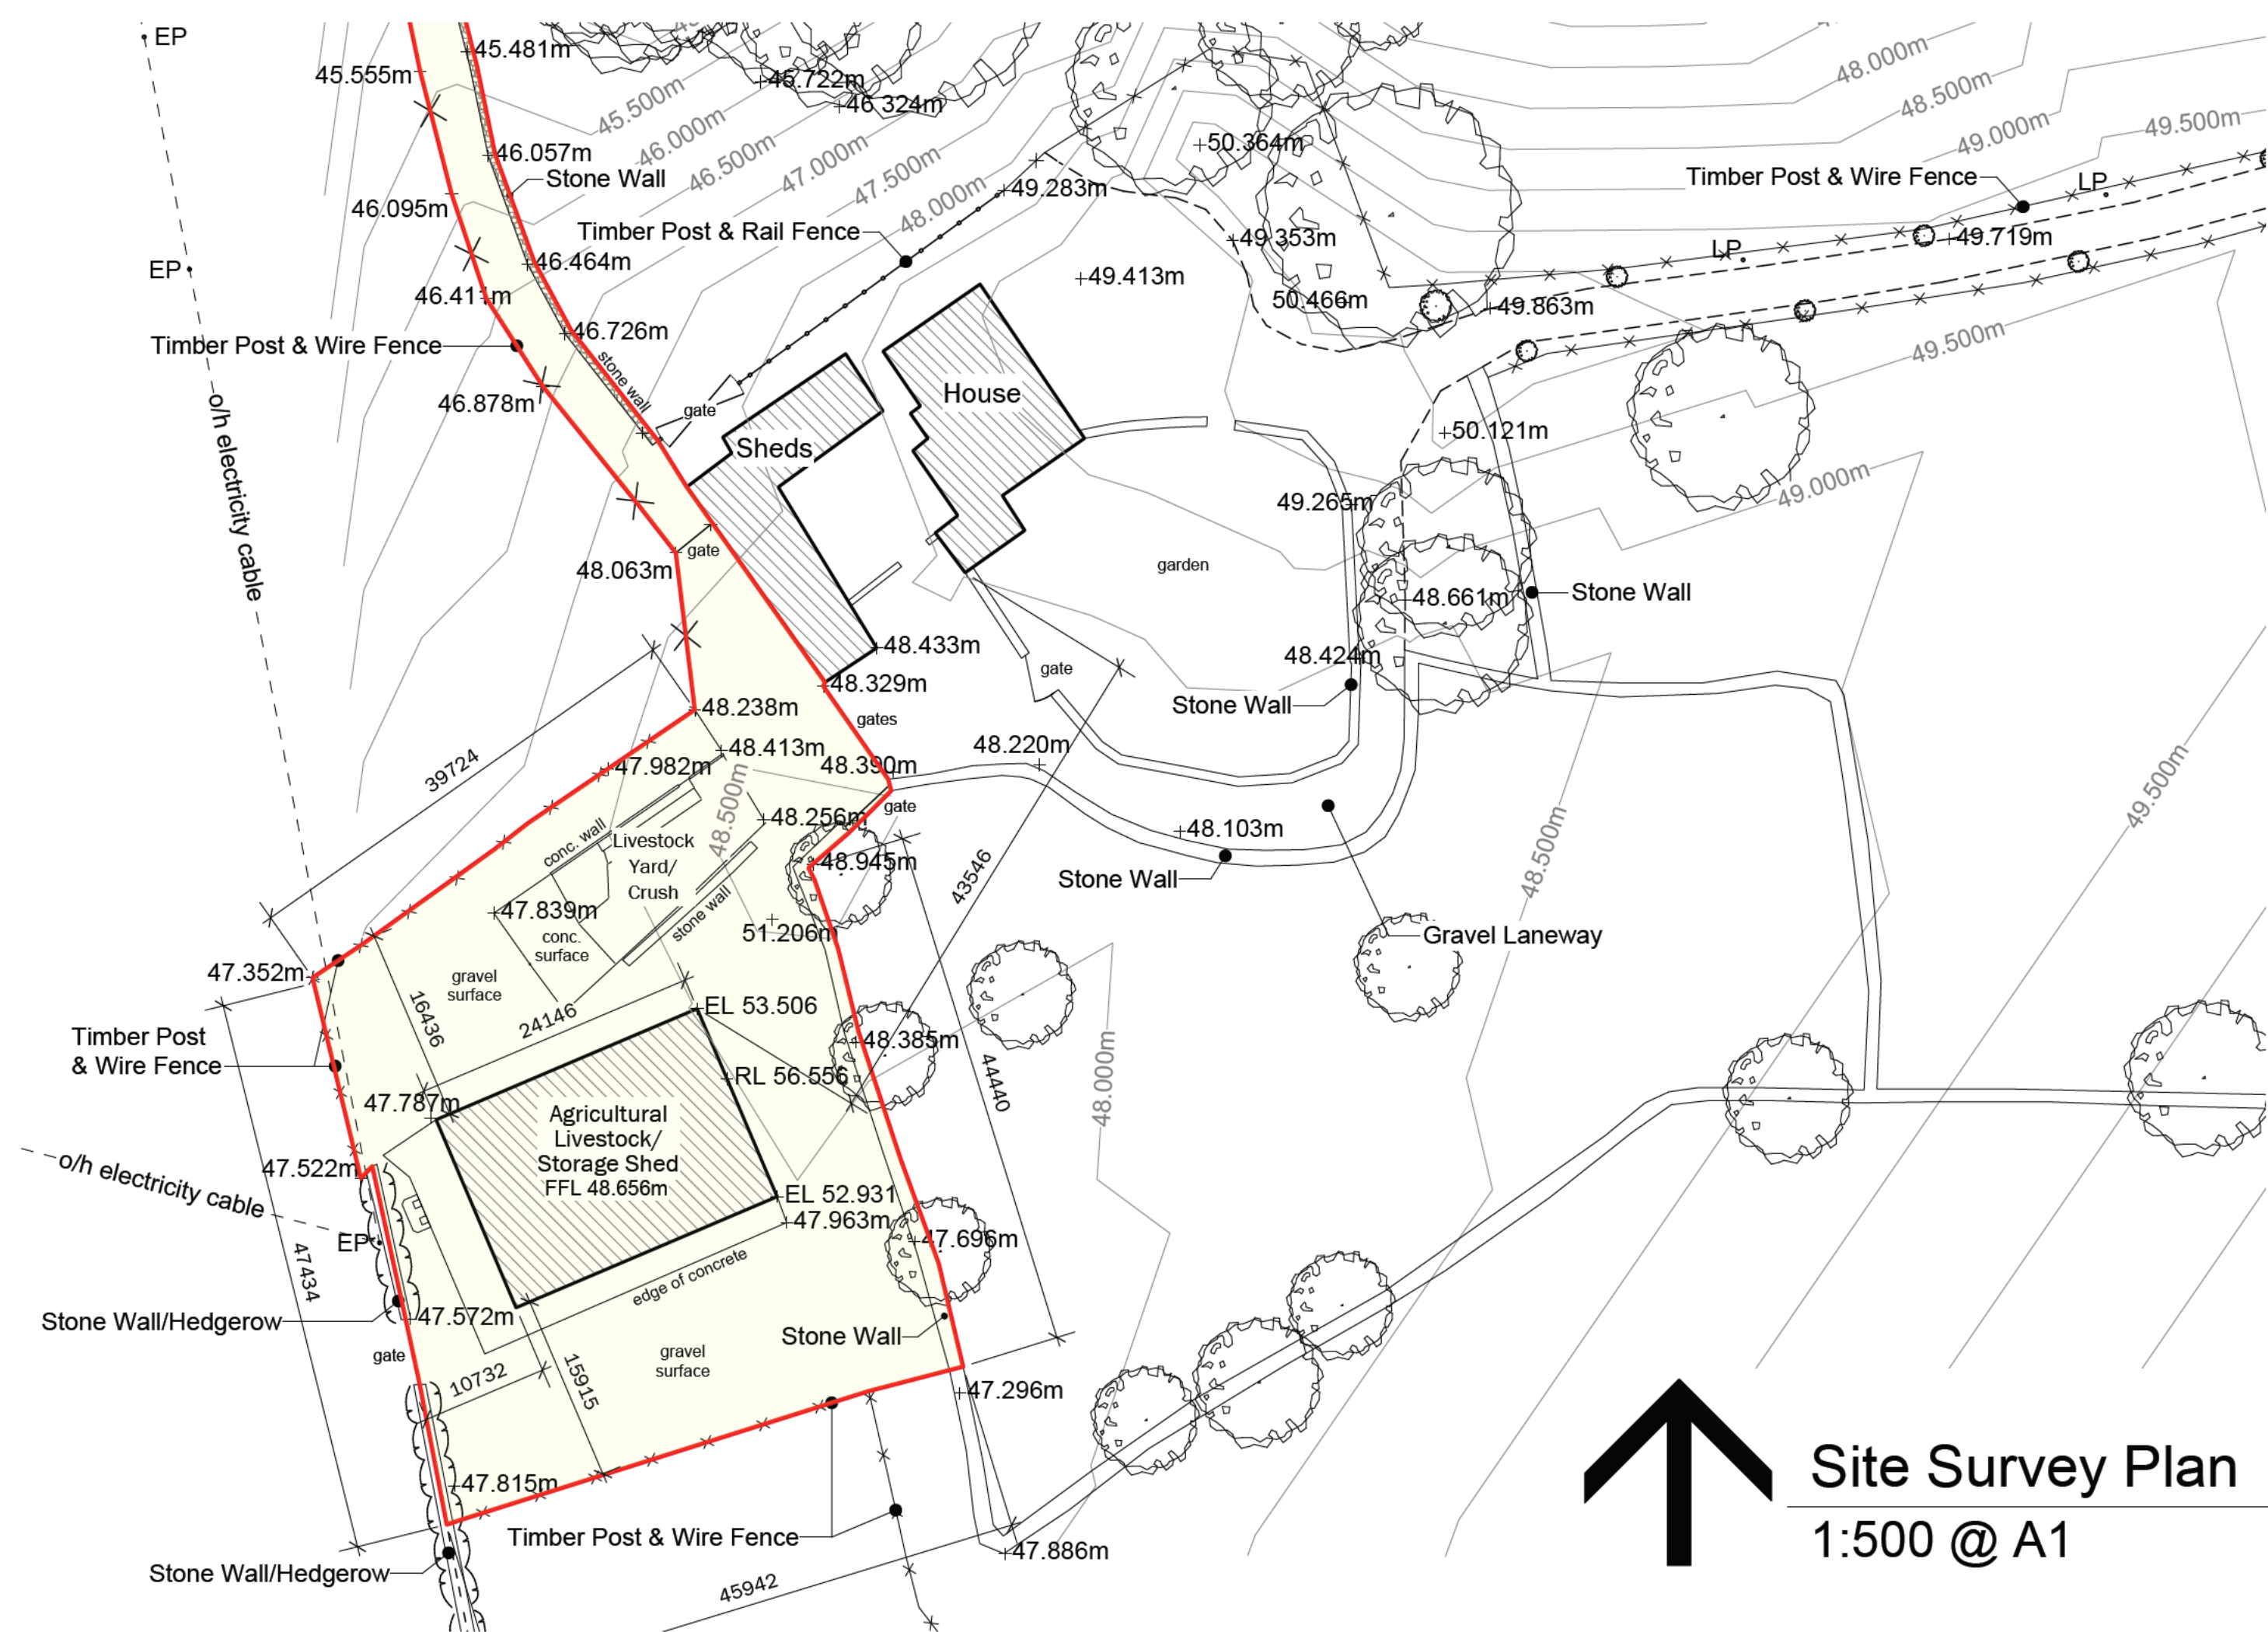 EP
45.481m
45.555m
45.722m
46.324m
45.500m
46.000m
46.500m
47.000m
47.500m
48.000m
48.000m
48.500m
49.000m
49.500m
46.057m
Stone Wall
50.364m
49.283m
Timber Post & Wire Fence
LP
46.095m
Timber Post & Rail Fence
49.353m
LP
49.719m
EP
46.464m
49.413m
46.411m
50.466m
49.863m
46.726m
Timber Post & Wire Fence
stone wall
49.500m
o/h electricity cable
46.878m
gate
House
Sheds
50.121m
49.000m
49.265m
gate
48.063m
garden
48.661m
Stone Wall
48.433m
48.424m
gate
48.329m
Stone Wall
48.238m
gates
48.413m
48.220m
39724
47.982m
48.390m
48.500m
gate
48.256m
48.103m
conc. wall
Livestock
Yard/
Crush
48.945m
43546
Stone Wall
48.500m
49.500m
47.839m
stone wall
51.206m
conc.
surface
Gravel Laneway
47.352m
gravel
surface
16436
24146
EL 53.506
Timber Post
& Wire Fence
48.385m
44440
48.000m
RL 56.556
47.787m
Agricultural
Livestock/
Storage Shed
FFL 48.656m
47.522m
o/h electricity cable
EL 52.931
47.963m
EP
47.696m
47434
edge of concrete
Stone Wall/Hedgerow
47.572m
Stone Wall
gate
gravel
surface
10732
15915
47.296m
47.815m
Timber Post & Wire Fence
47.886m
Stone Wall/Hedgerow
45942
Site Survey Plan
1:500 @ A1